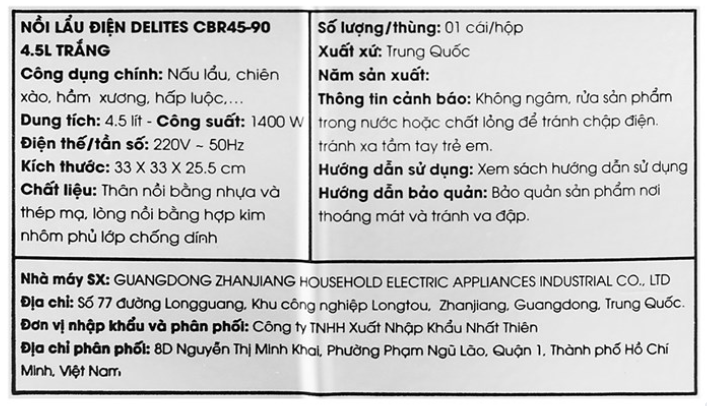 NỒI LẨU ĐIỆN DELITES CBR45-90
4.5L TRẮNG
Công dụng chính: Nấu lẩu, chiên
xào, hầm xương, hấp luộc,...
Dung tích: 4.5 lít - Công suất: 1400 W
Điện thế/tần số: 220V ~ 50Hz
Kích thước: 33 X 33 X 25.5 cm
Chất liệu: Thân nồi bằng nhựa và
thép mạ, lòng nồi bằng hợp kim
nhôm phủ lớp chống dính
Số lượng/thùng: 01 cái/hộp
Xuất xứ: Trung Quốc
Năm sản xuất:
Thông tin cảnh báo: Không ngâm, rửa sản phẩm
trong nước hoặc chất lỏng để tránh chập điện.
tránh xa tầm tay trẻ em.
Hướng dẫn sử dụng: Xem sách hướng dẫn sử dụng
Hướng dẫn bảo quản: Bảo quản sản phẩm nơi
thoáng mát và tránh va đập.
Nhà máy SX: GUANGDONG ZHANJIANG HOUSEHOLD ELECTRIC APPLIANCES INDUSTRIAL CO., LTD
Địa chỉ: Số 77 đường Longguang, Khu công nghiệp Longtou, Zhanjiang, Guangdong, Trung Quốc.
Đơn vị nhập khẩu và phân phối: Công ty TNHH Xuất Nhập Khẩu Nhất Thiên
Địa chỉ phân phối: 8D Nguyễn Thị Minh Khai, Phường Phạm Ngũ Lão, Quận 1, Thành phố Hồ Chí
Minh, Việt Nam